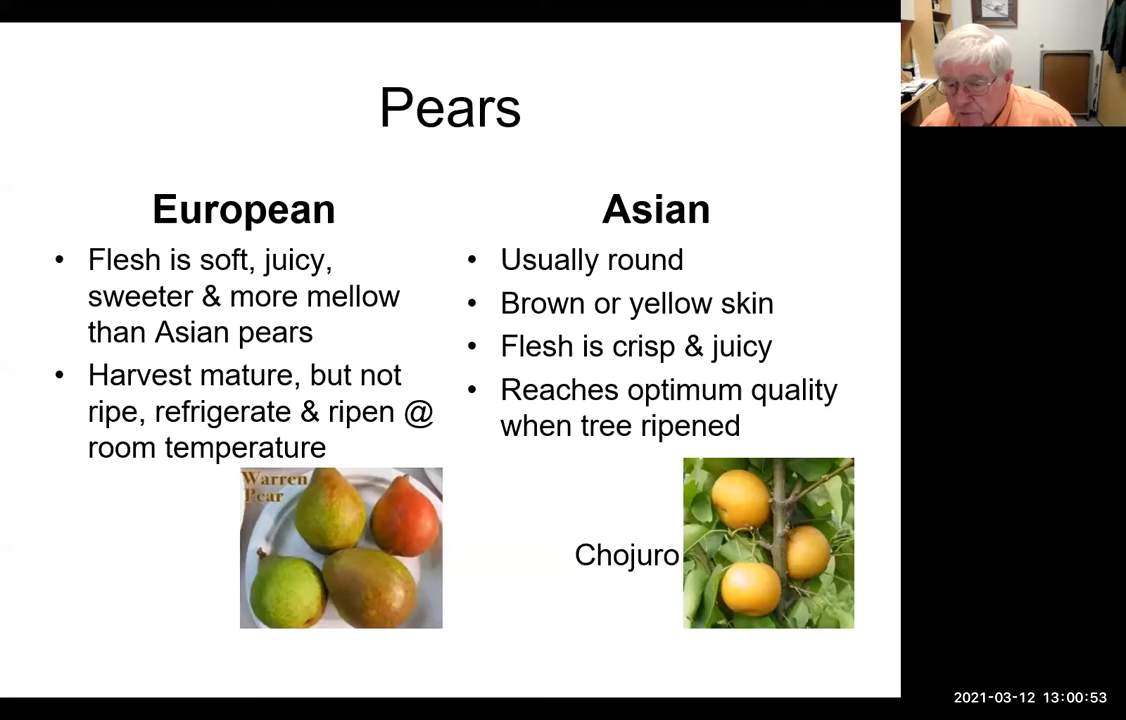 Pears
European
• Flesh is soft, juicy,
sweeter & more mellow
than Asian pears
• Harvest mature, but not
ripe, refrigerate & ripen @
room temperature
Warren
Pear
Asian
• Usually round
• Brown or yellow skin
• Flesh is crisp & juicy
• Reaches optimum quality
when tree ripened
Chojuro
2021-03-12 13:00:53